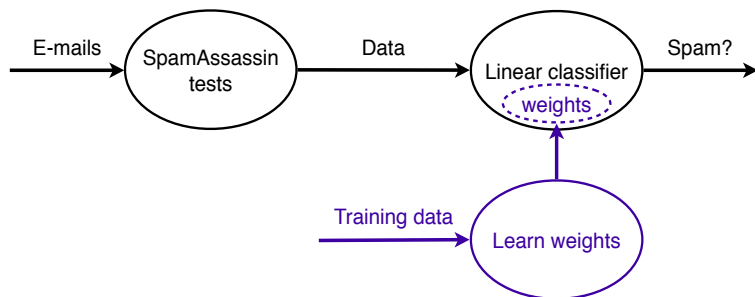 E-mails
SpamAssassin
tests
Data
Linear classifier
weights
Spam?
Training data
Learn weights